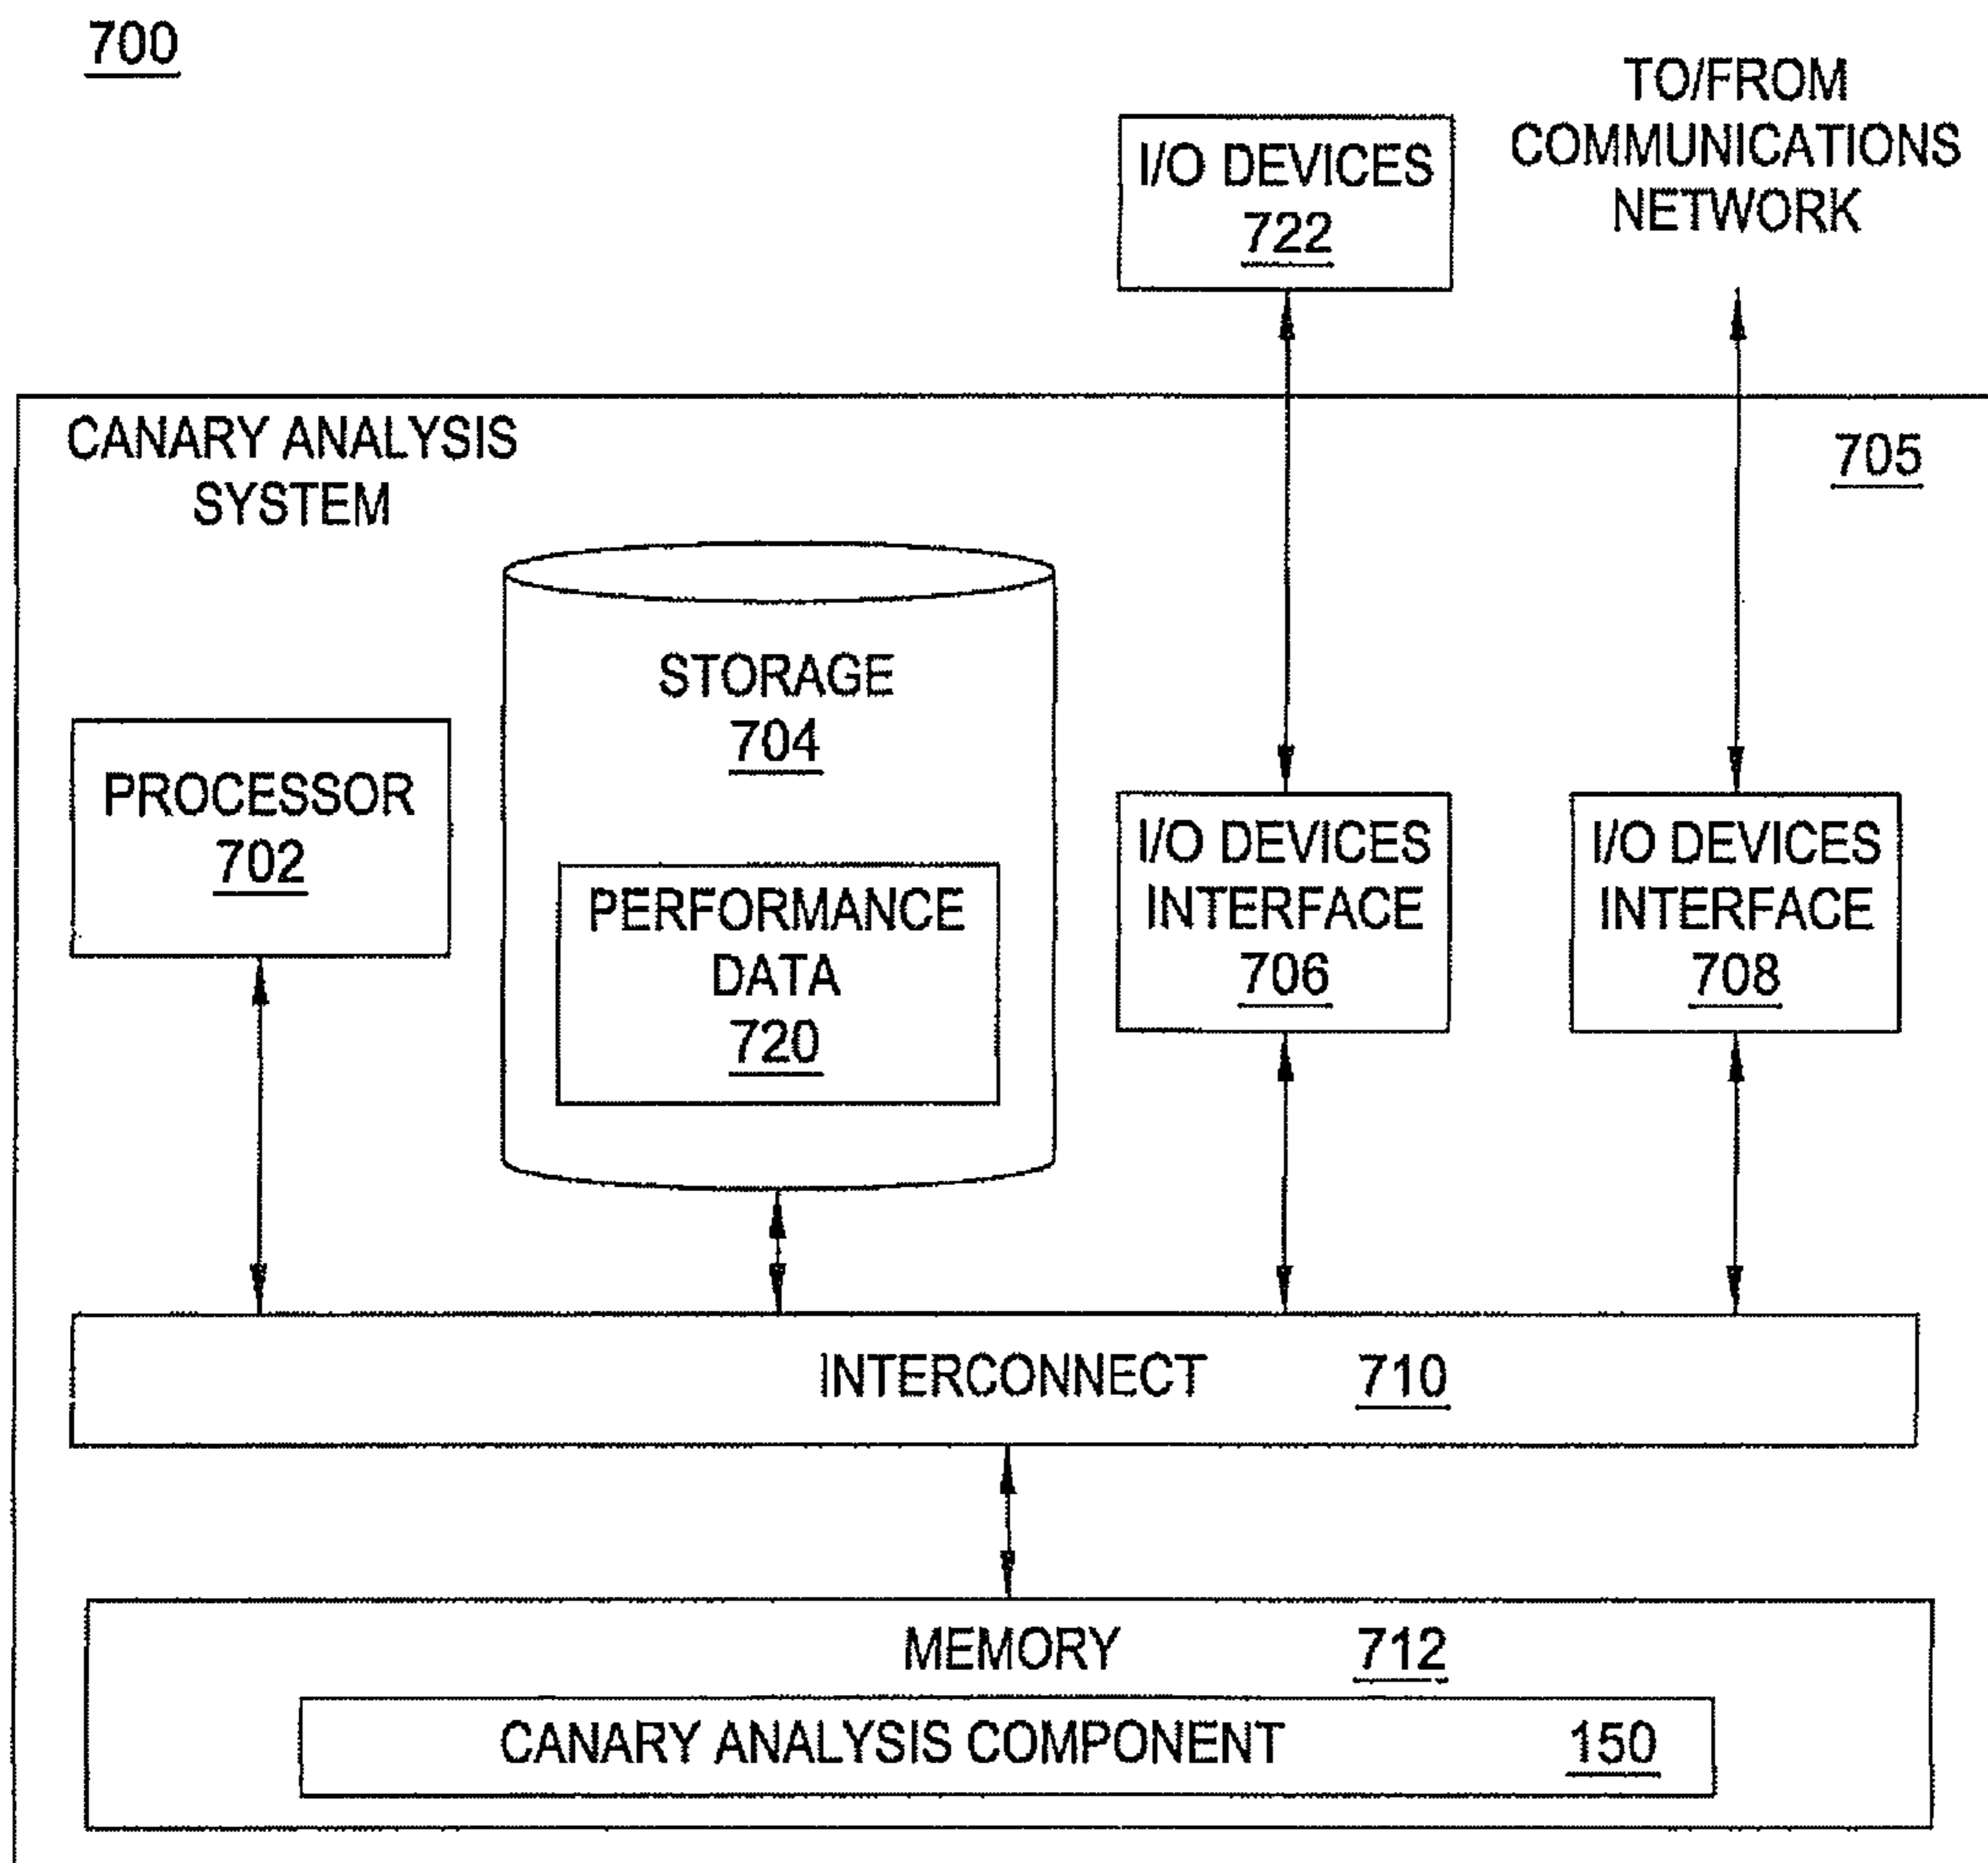 700
TO/FROM
COMMUNICATIONS
NETWORK
I/O DEVICES
722
CANARY ANALYSIS
SYSTEM
705
STORAGE
704
PROCESSOR
702
PERFORMANCE
DATA
720
I/O DEVICES
INTERFACE
706
I/O DEVICES
INTERFACE
708
INTERCONNECT 710
MEMORY 712
CANARY ANALYSIS COMPONENT 150